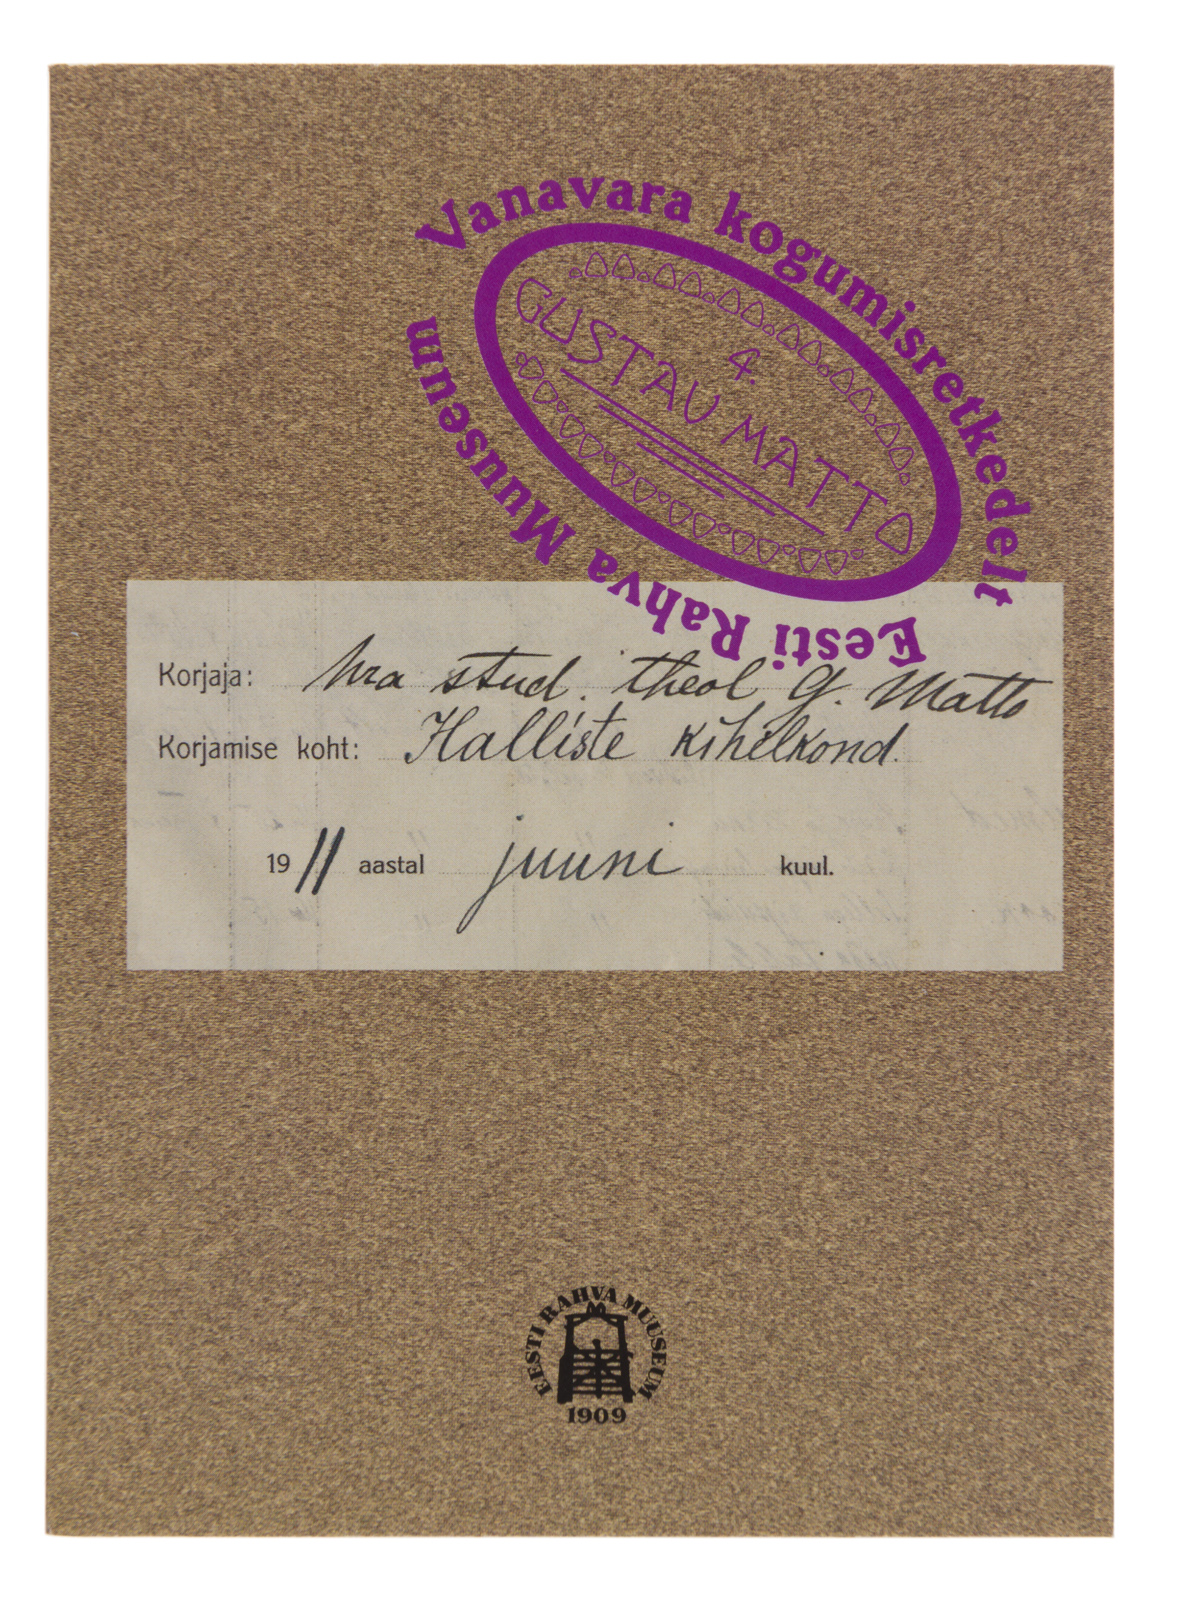 Vanavara kogumisretkedelt
4.
GUSTAV MATTO
Eesti Rahva Muuseum
Korjaja: hra stud. theol G. Matto
Korjamise koht: Halliste kihelkond.
1911 aastal juuni kuul.
EESTI RAHVA MUUSEUM
1909